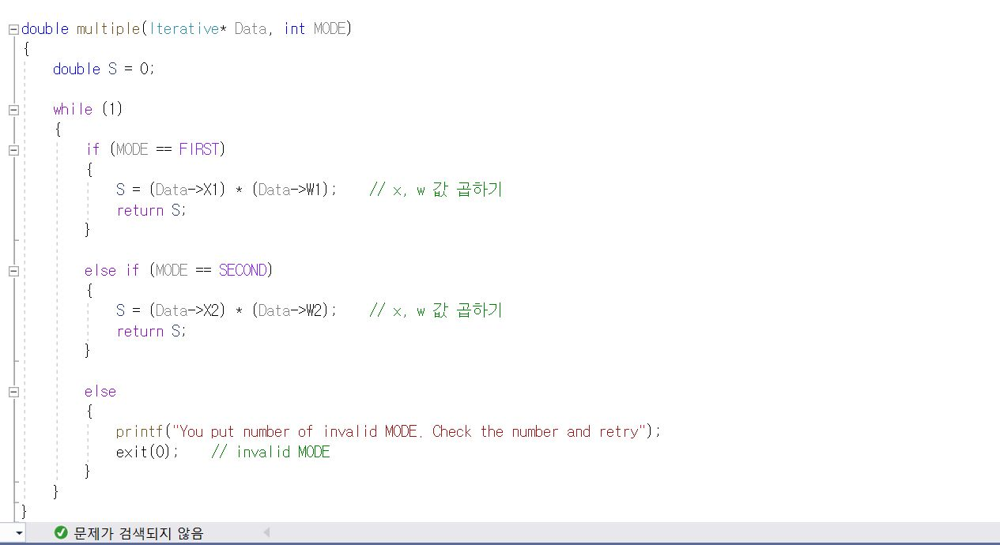 double multiple(Iterative* Data, int MODE)
{
    double S = 0;

    while (1)
    {
        if (MODE == FIRST)
        {
            S = (Data->X1) * (Data->W1);    // x, w 값 곱하기
            return S;
        }

        else if (MODE == SECOND)
        {
            S = (Data->X2) * (Data->W2);    // x, w 값 곱하기
            return S;
        }

        else
        {
            printf("You put number of invalid MODE. Check the number and retry");
            exit(0);    // invalid MODE
        }
    }
}
문제가 검색되지 않음